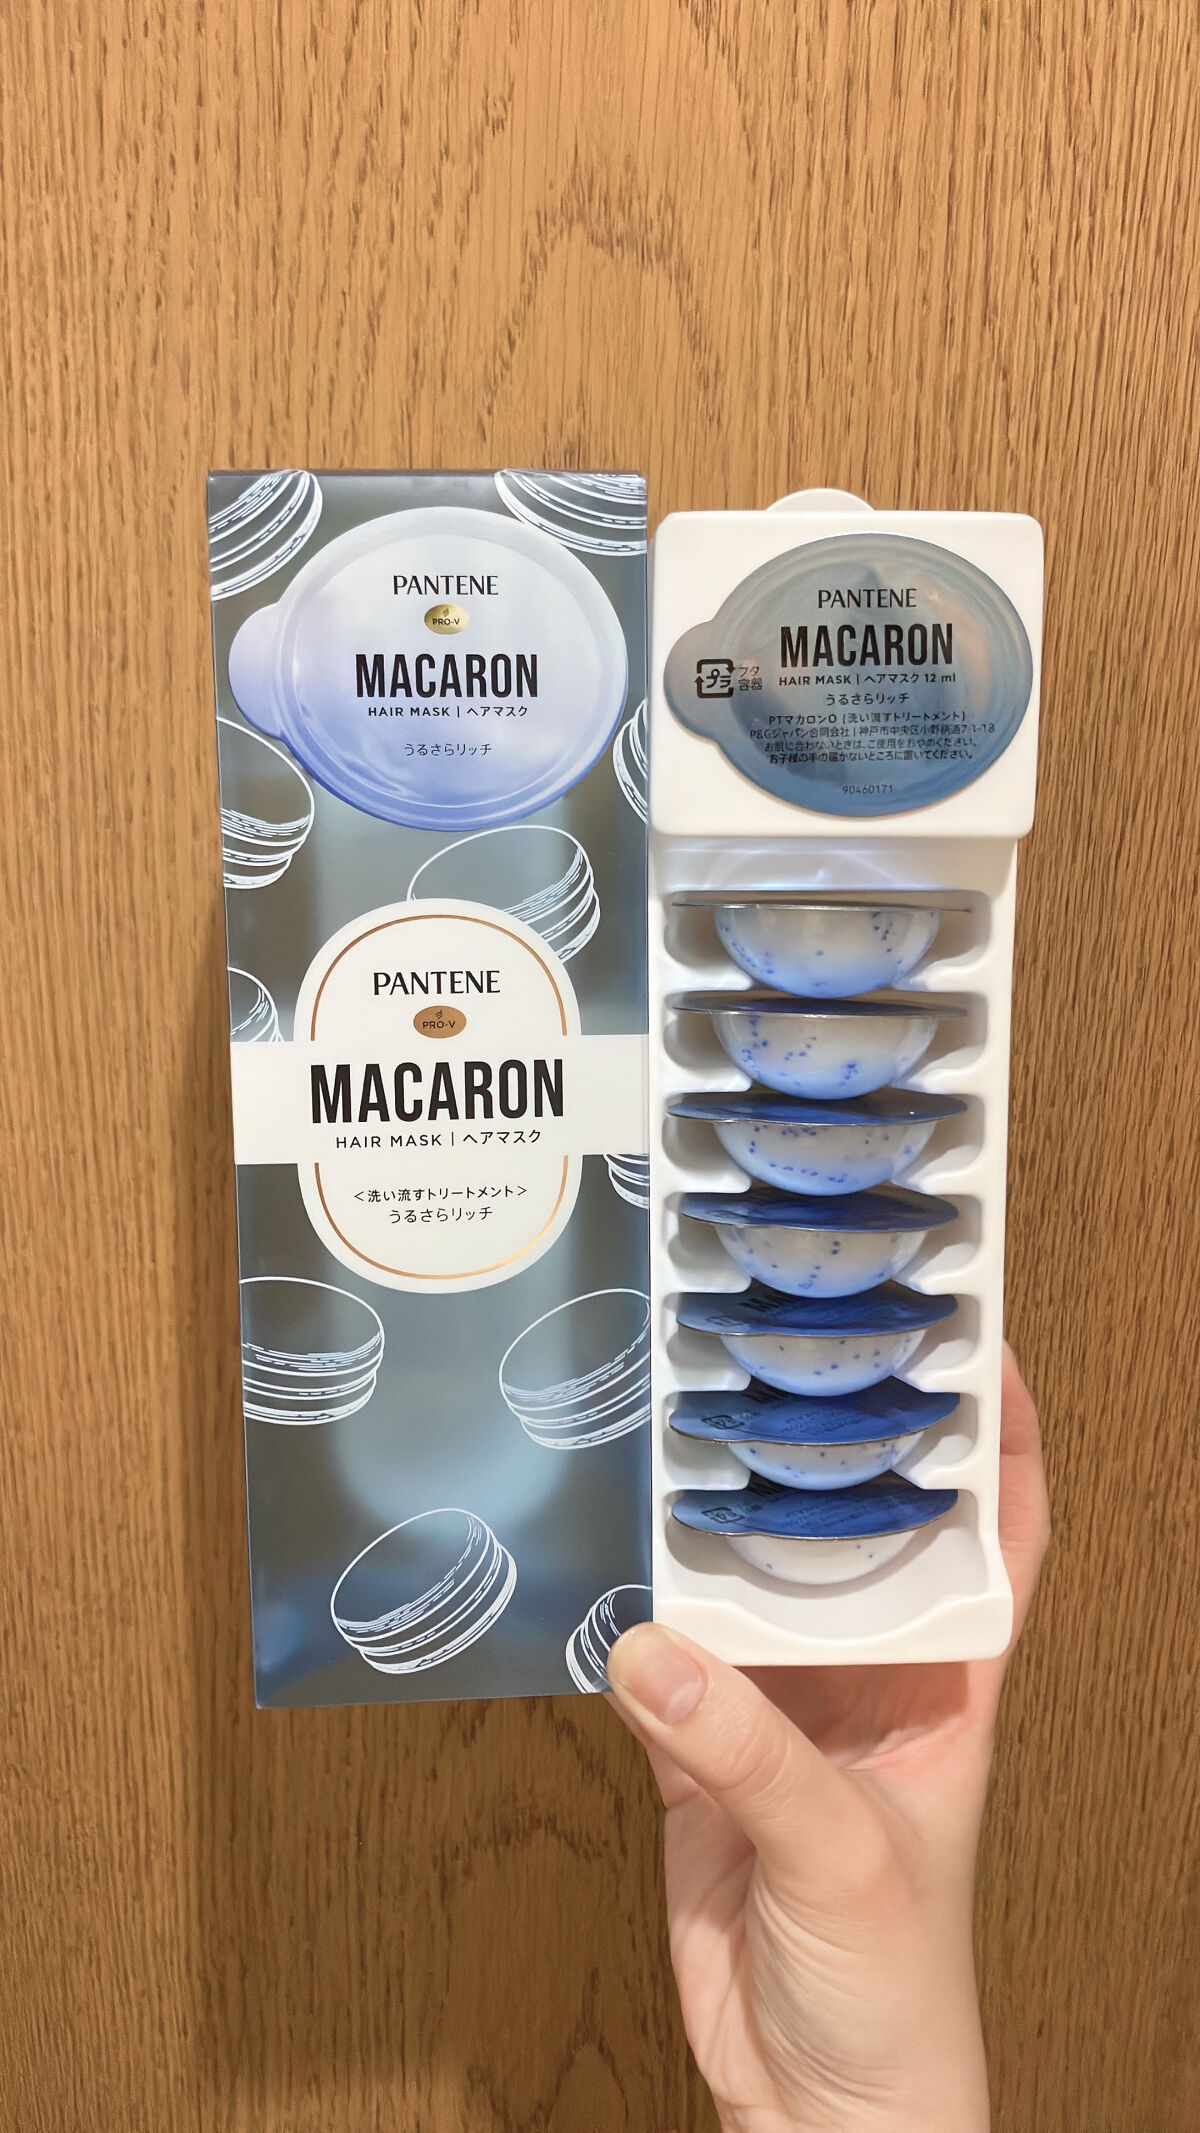 PANTENE
PRO-V
MACARON
HAIR MASK | ヘアマスク
うるさらリッチ
PANTENE
PRO-V
MACARON
HAIR MASK | ヘアマスク
<洗い流すトリートメント>
うるさらリッチ
PANTENE
MACARON
HAIR MASK | ヘアマスク 12 ml
うるさらリッチ
プラ
フタ
容器
PTマカロンO (洗い流すトリートメント)
P&Gジャパン合同会社 | 神戸市中央区小野柄通7-1-18
お肌に合わないときは、ご使用をおやめください。
お子様の手の届かないところに置いてください。
90460171